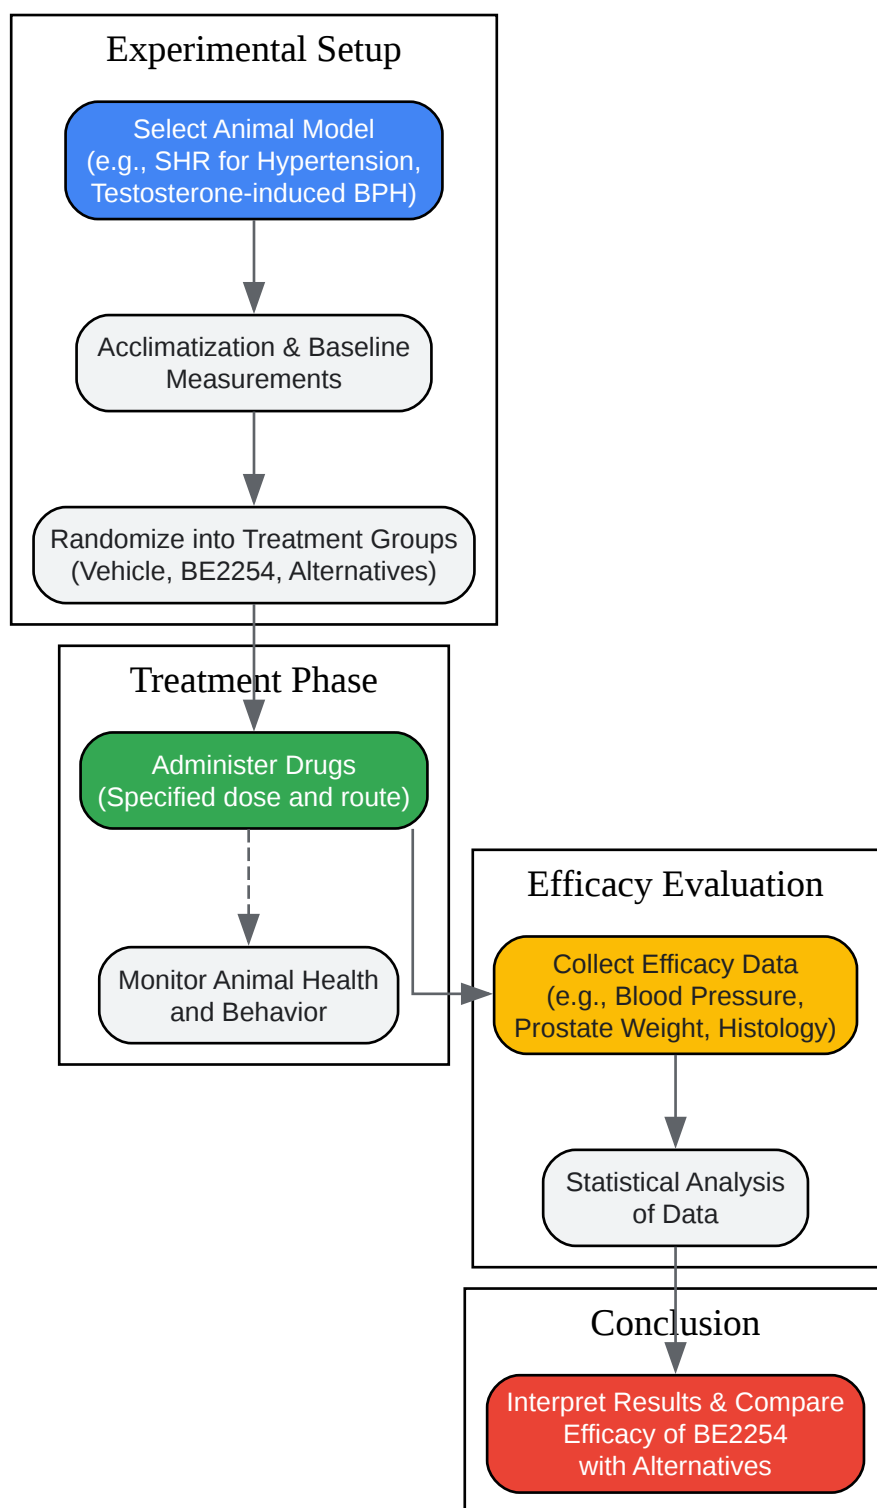 Experimental Setup
Select Animal Model
(e.g., SHR for Hypertension,
Testosterone-induced BPH)
Acclimatization & Baseline
Measurements
Randomize into Treatment Groups
(Vehicle, BE2254, Alternatives)
Treatment Phase
Administer Drugs
(Specified dose and route)
Monitor Animal Health
and Behavior
Efficacy Evaluation
Collect Efficacy Data
(e.g., Blood Pressure,
Prostate Weight, Histology)
Statistical Analysis
of Data
Conclusion
Interpret Results & Compare
Efficacy of BE2254
with Alternatives